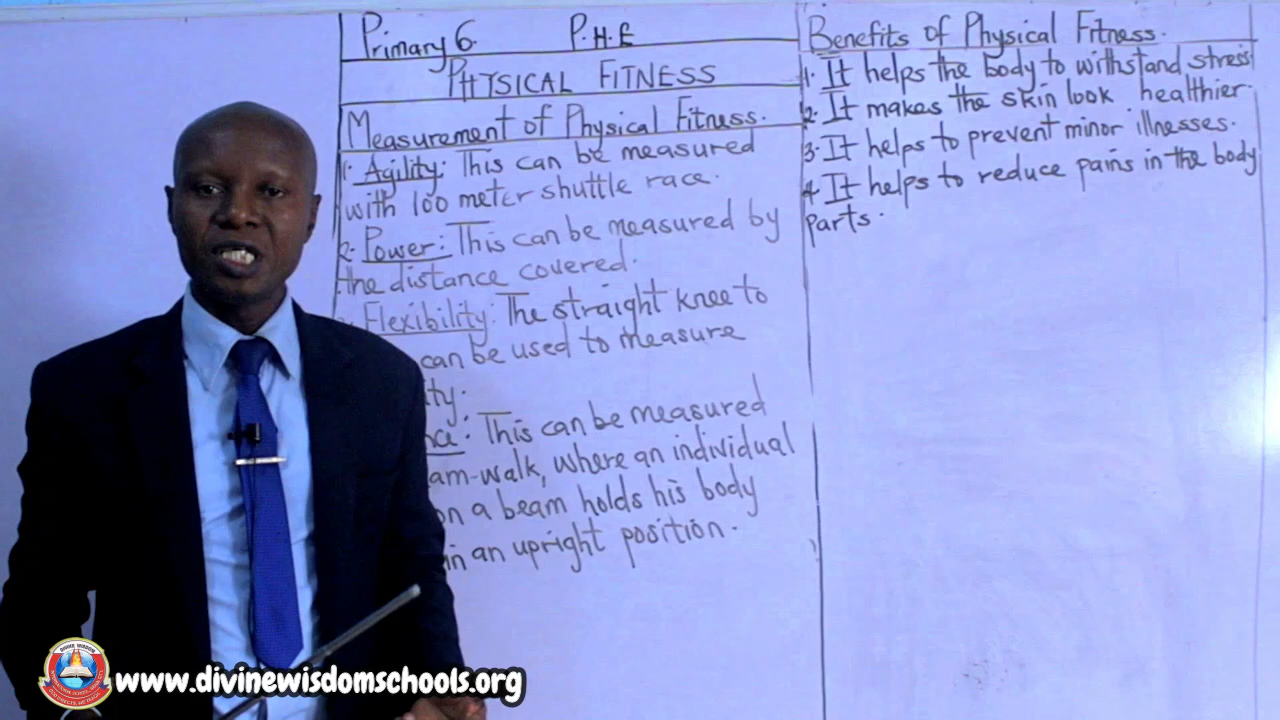 Primary 6. P.H.E
PHYSICAL FITNESS
Measurement of Physical Fitness.
1. Agility: This can be measured
with 100 meter shuttle race.
2. Power: This can be measured by
the distance covered.
Flexibility: The straight knee to
can be used to measure
ity.
nce: This can be measured
am-walk, where an individual
on a beam holds his body
in an upright position.
Benefits of Physical Fitness.
1. It helps the body to withstand stress
2. It makes the skin look healthier.
3. It helps to prevent minor illnesses.
4. It helps to reduce pains in the body
parts.
www.divinewisdomschools.org